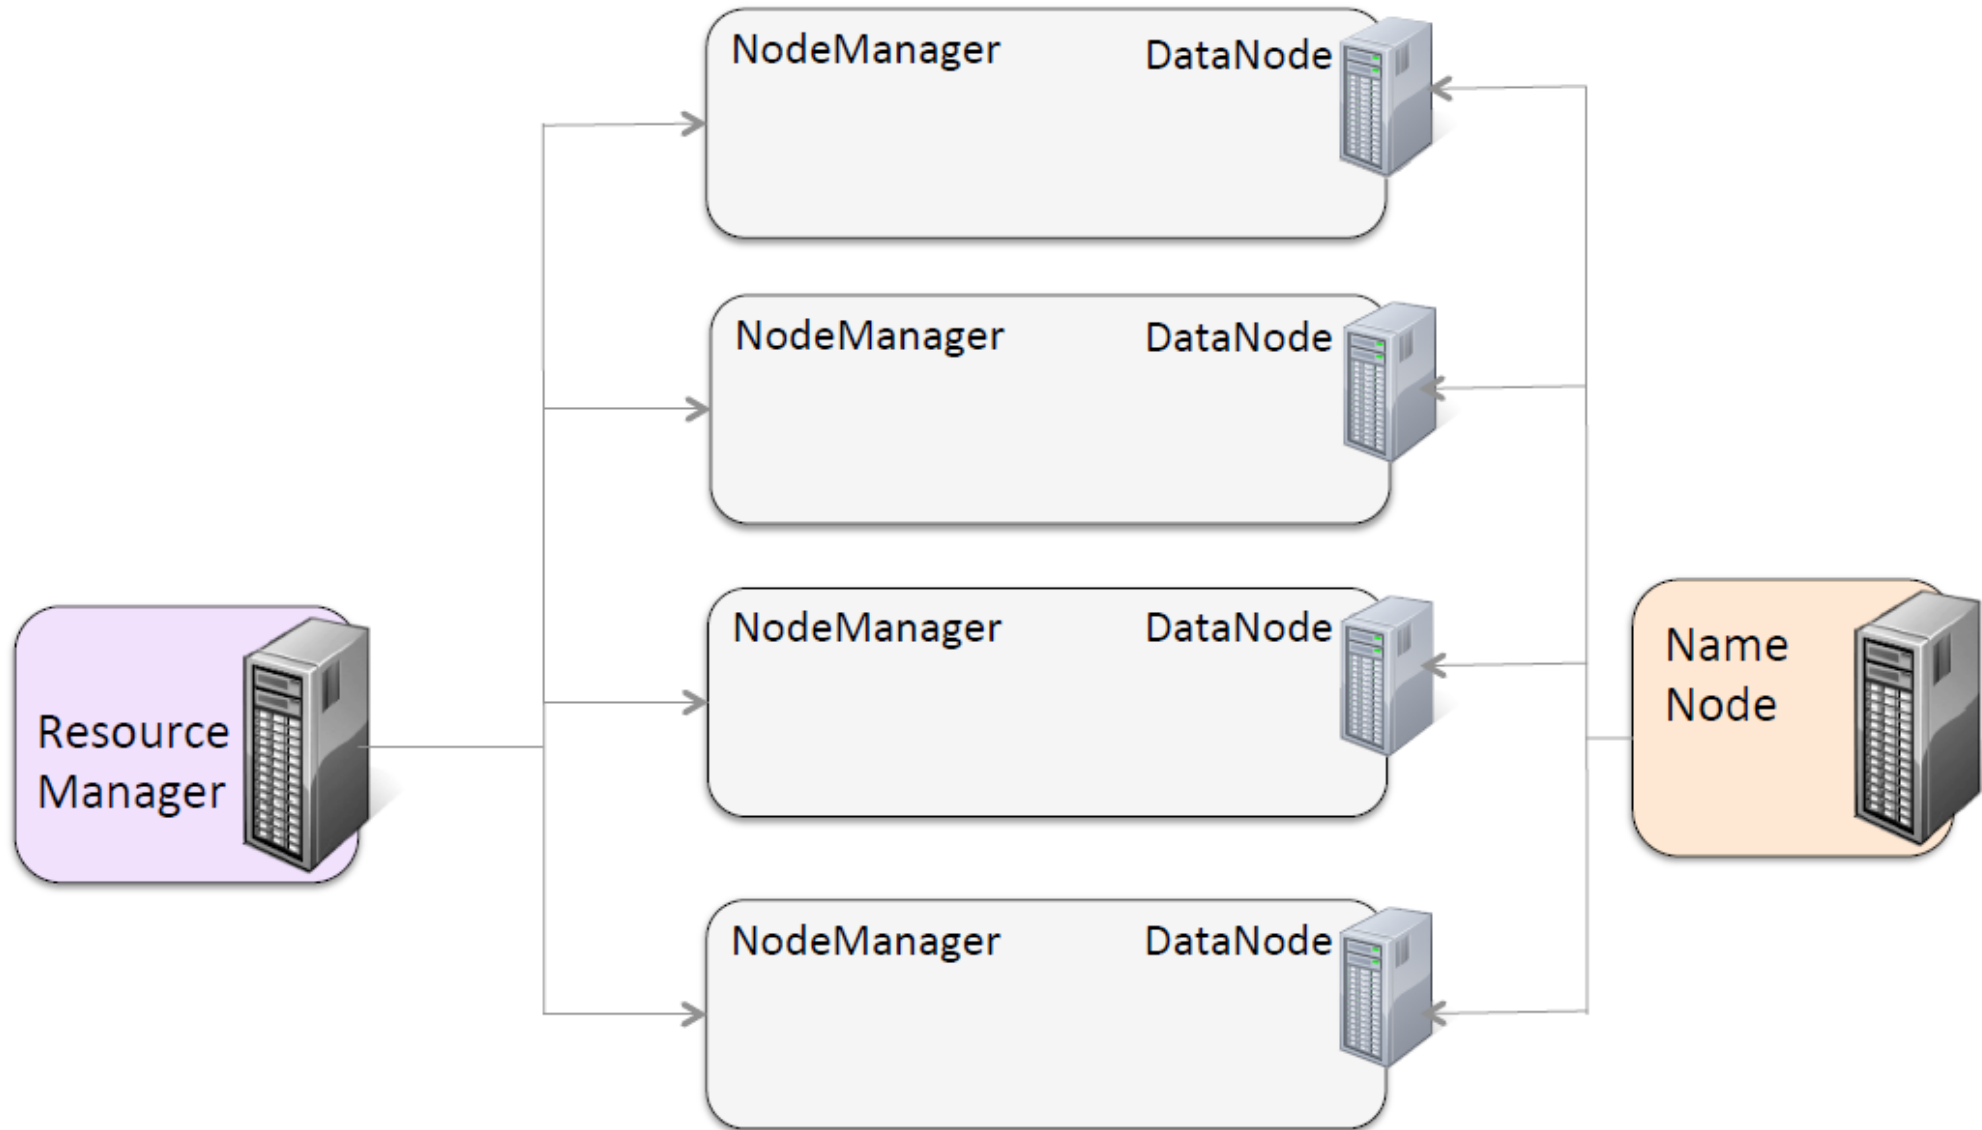 NodeManager DataNode
NodeManager DataNode
NodeManager DataNode
NodeManager DataNode
Resource
Manager
Name
Node